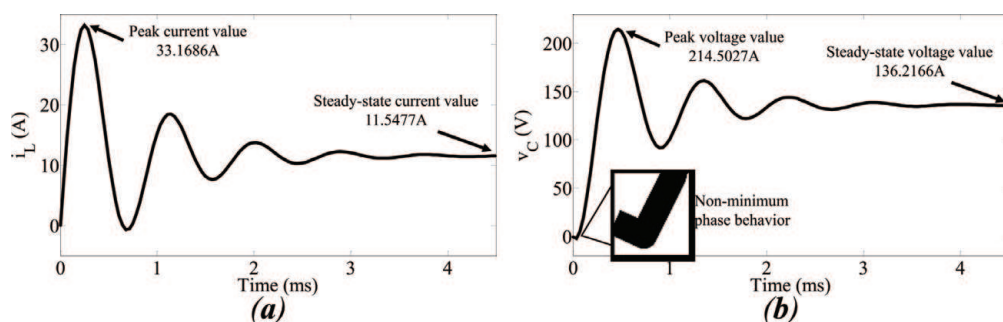 Peak current value
33.1686A
Steady-state current value
11.5477A
30
20
10
0
i_L (A)
0 1 2 3 4
Time (ms)
(a)
Peak voltage value
214.5027A
Steady-state voltage value
136.2166A
Non-minimum
phase behavior
200
150
100
50
0
v_C (V)
0 1 2 3 4
Time (ms)
(b)